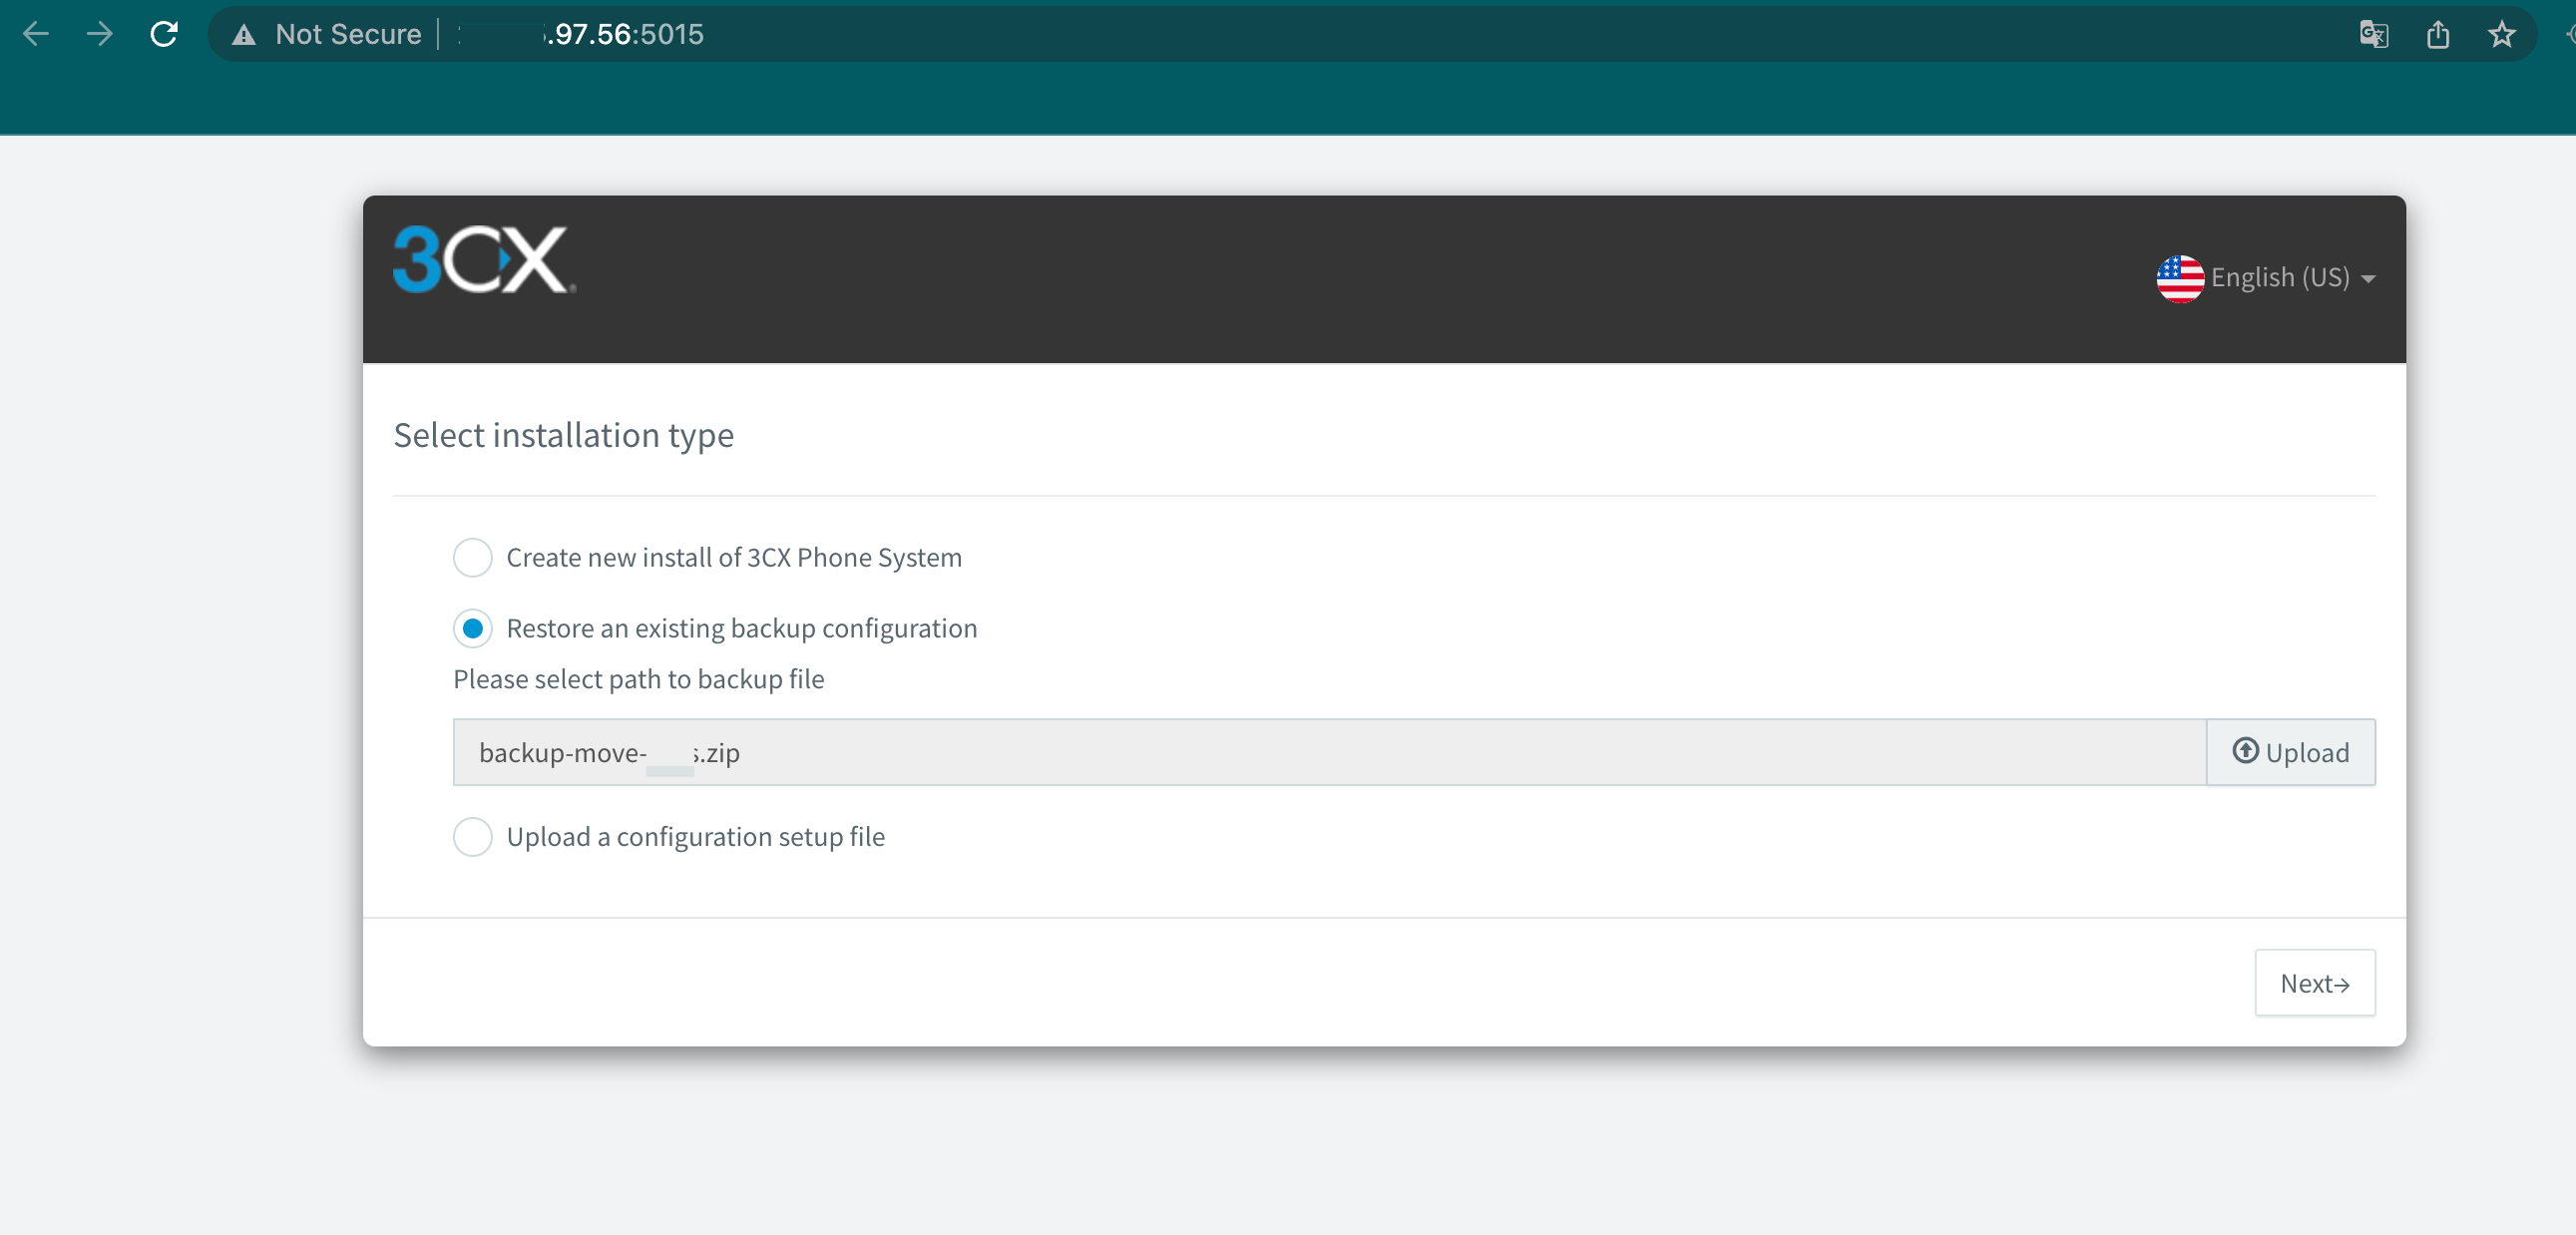 Not Secure .97.56:5015
3CX
English (US)
Select installation type
Create new install of 3CX Phone System
Restore an existing backup configuration
Please select path to backup file
backup-move- s.zip
Upload
Upload a configuration setup file
Next→